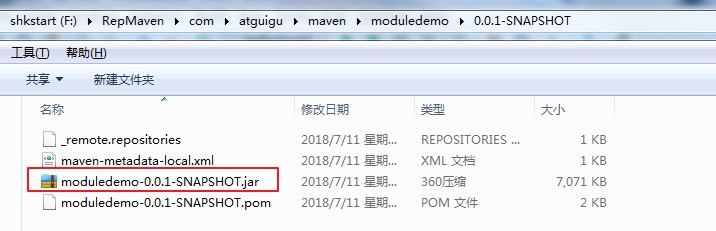 shkstart (F:) ▸ RepMaven ▸ com ▸ atguigu ▸ maven ▸ moduledemo ▸ 0.0.1-SNAPSHOT
工具(T) 帮助(H)
共享 新建文件夹
名称 修改日期 类型 大小
_remote.repositories 2018/7/11 星期... REPOSITORIES ... 1 KB
maven-metadata-local.xml 2018/7/11 星期... XML 文档 1 KB
moduledemo-0.0.1-SNAPSHOT.jar 2018/7/11 星期... 360压缩 7,071 KB
moduledemo-0.0.1-SNAPSHOT.pom 2018/7/11 星期... POM 文件 2 KB